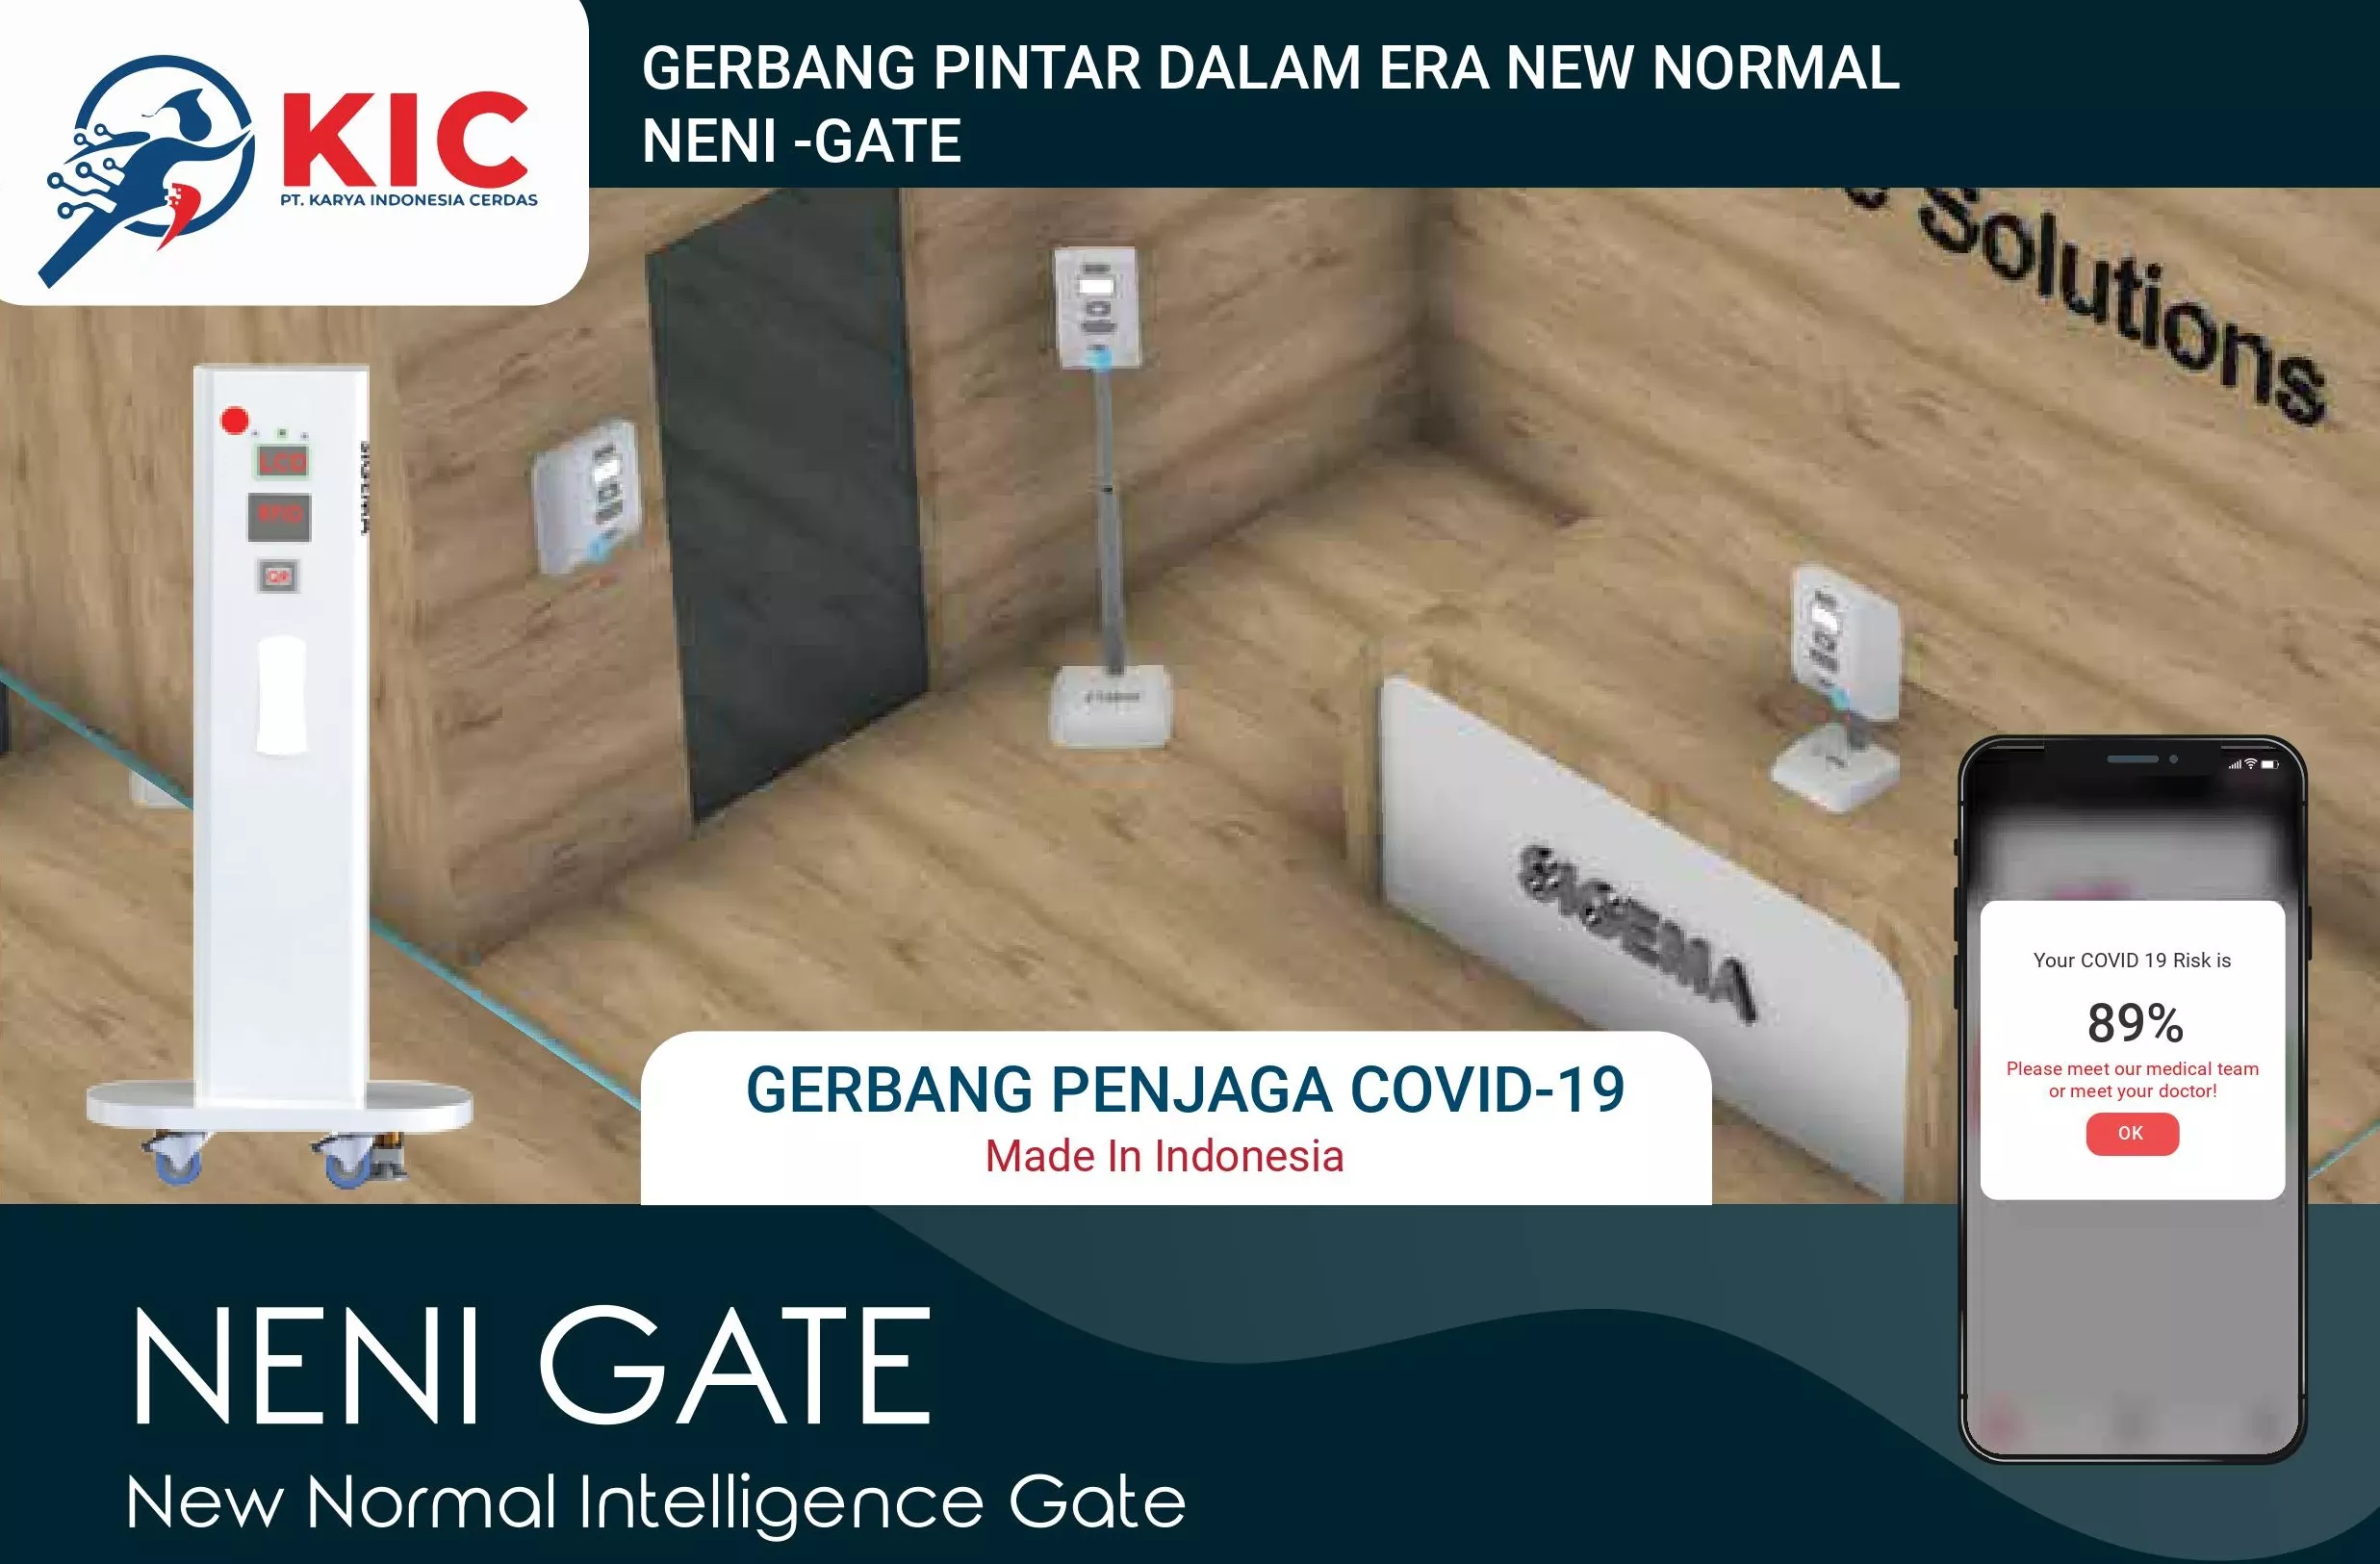 KIC
PT. KARYA INDONESIA CERDAS
GERBANG PINTAR DALAM ERA NEW NORMAL
NENI -GATE
Solutions
LCD
RFID
QR
SAGEMA
Your COVID 19 Risk is
89%
Please meet our medical team
or meet your doctor!
OK
GERBANG PENJAGA COVID-19
Made In Indonesia
NENI GATE
New Normal Intelligence Gate